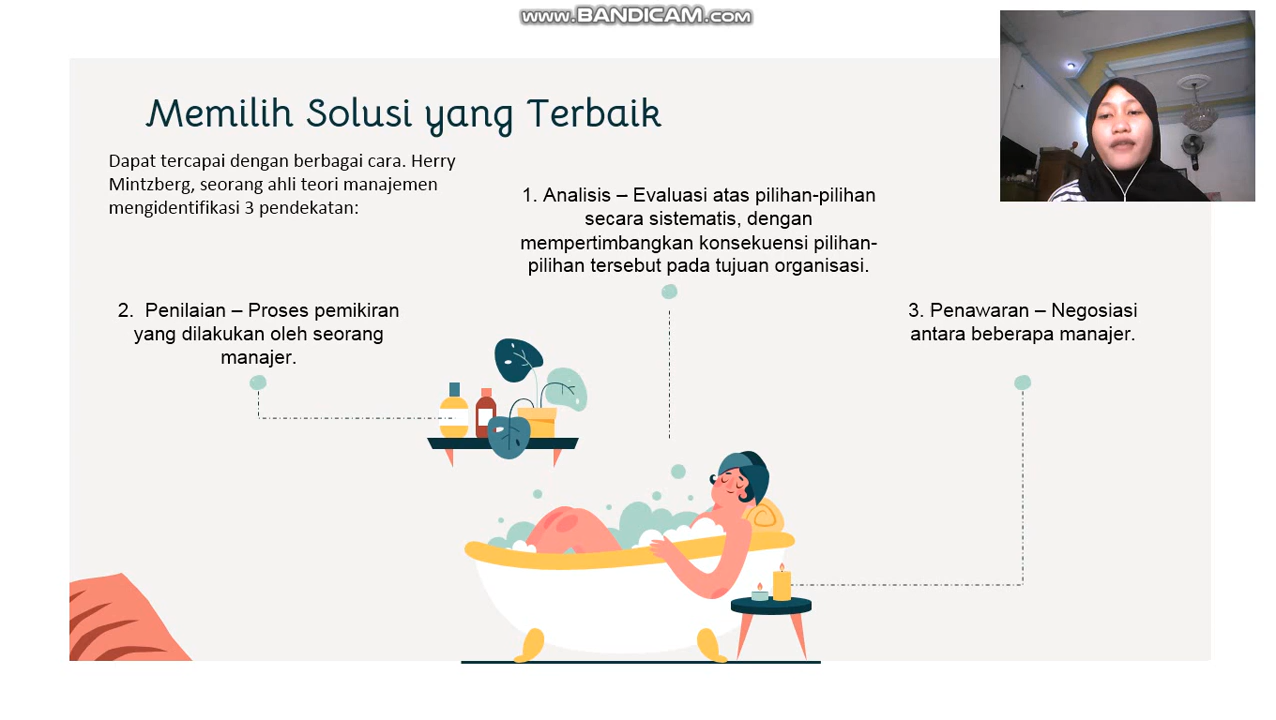 www.BANDICAM.com
Memilih Solusi yang Terbaik
Dapat tercapai dengan berbagai cara. Herry
Mintzberg, seorang ahli teori manajemen
mengidentifikasi 3 pendekatan:
1. Analisis – Evaluasi atas pilihan-pilihan
secara sistematis, dengan
mempertimbangkan konsekuensi pilihan-
pilihan tersebut pada tujuan organisasi.
2. Penilaian – Proses pemikiran
yang dilakukan oleh seorang
manajer.
3. Penawaran – Negosiasi
antara beberapa manajer.